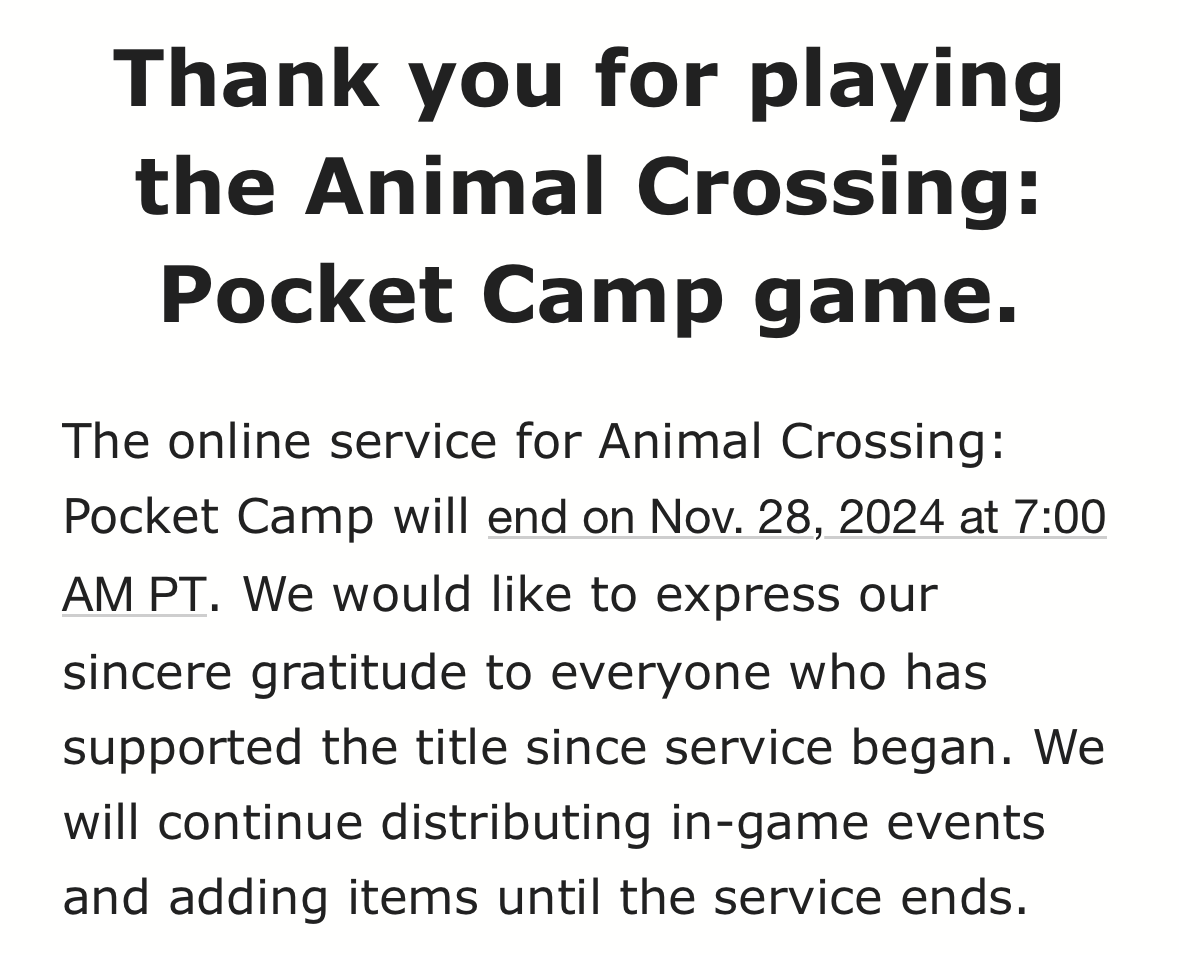 Thank you for playing
the Animal Crossing:
Pocket Camp game.
The online service for Animal Crossing:
Pocket Camp will end on Nov. 28, 2024 at 7:00
AM PT. We would like to express our
sincere gratitude to everyone who has
supported the title since service began. We
will continue distributing in-game events
and adding items until the service ends.